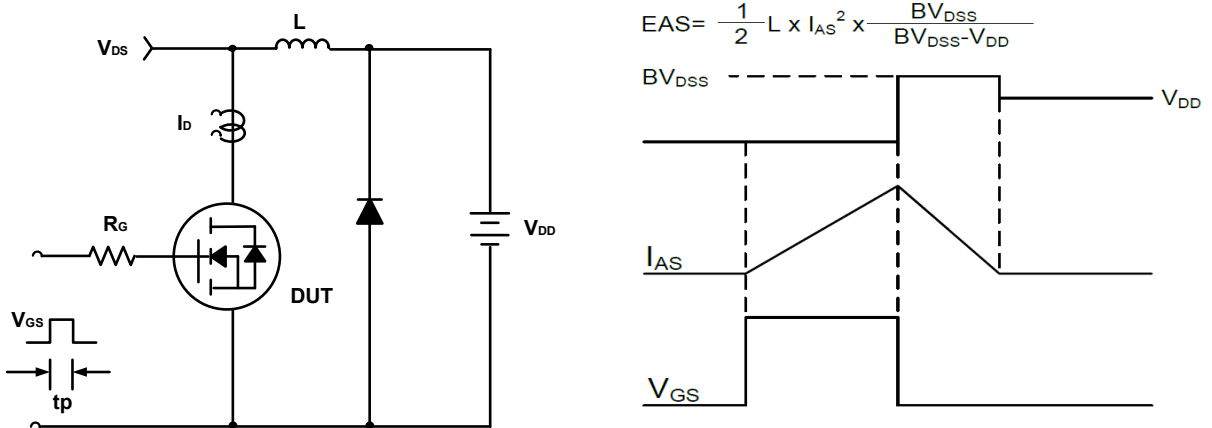 L
VDS
ID
RG
VDD
DUT
VGS
tp
EAS= 1/2 L x IAS² x BVDSS/BVDSS-VDD
BVDSS
VDD
IAS
VGS